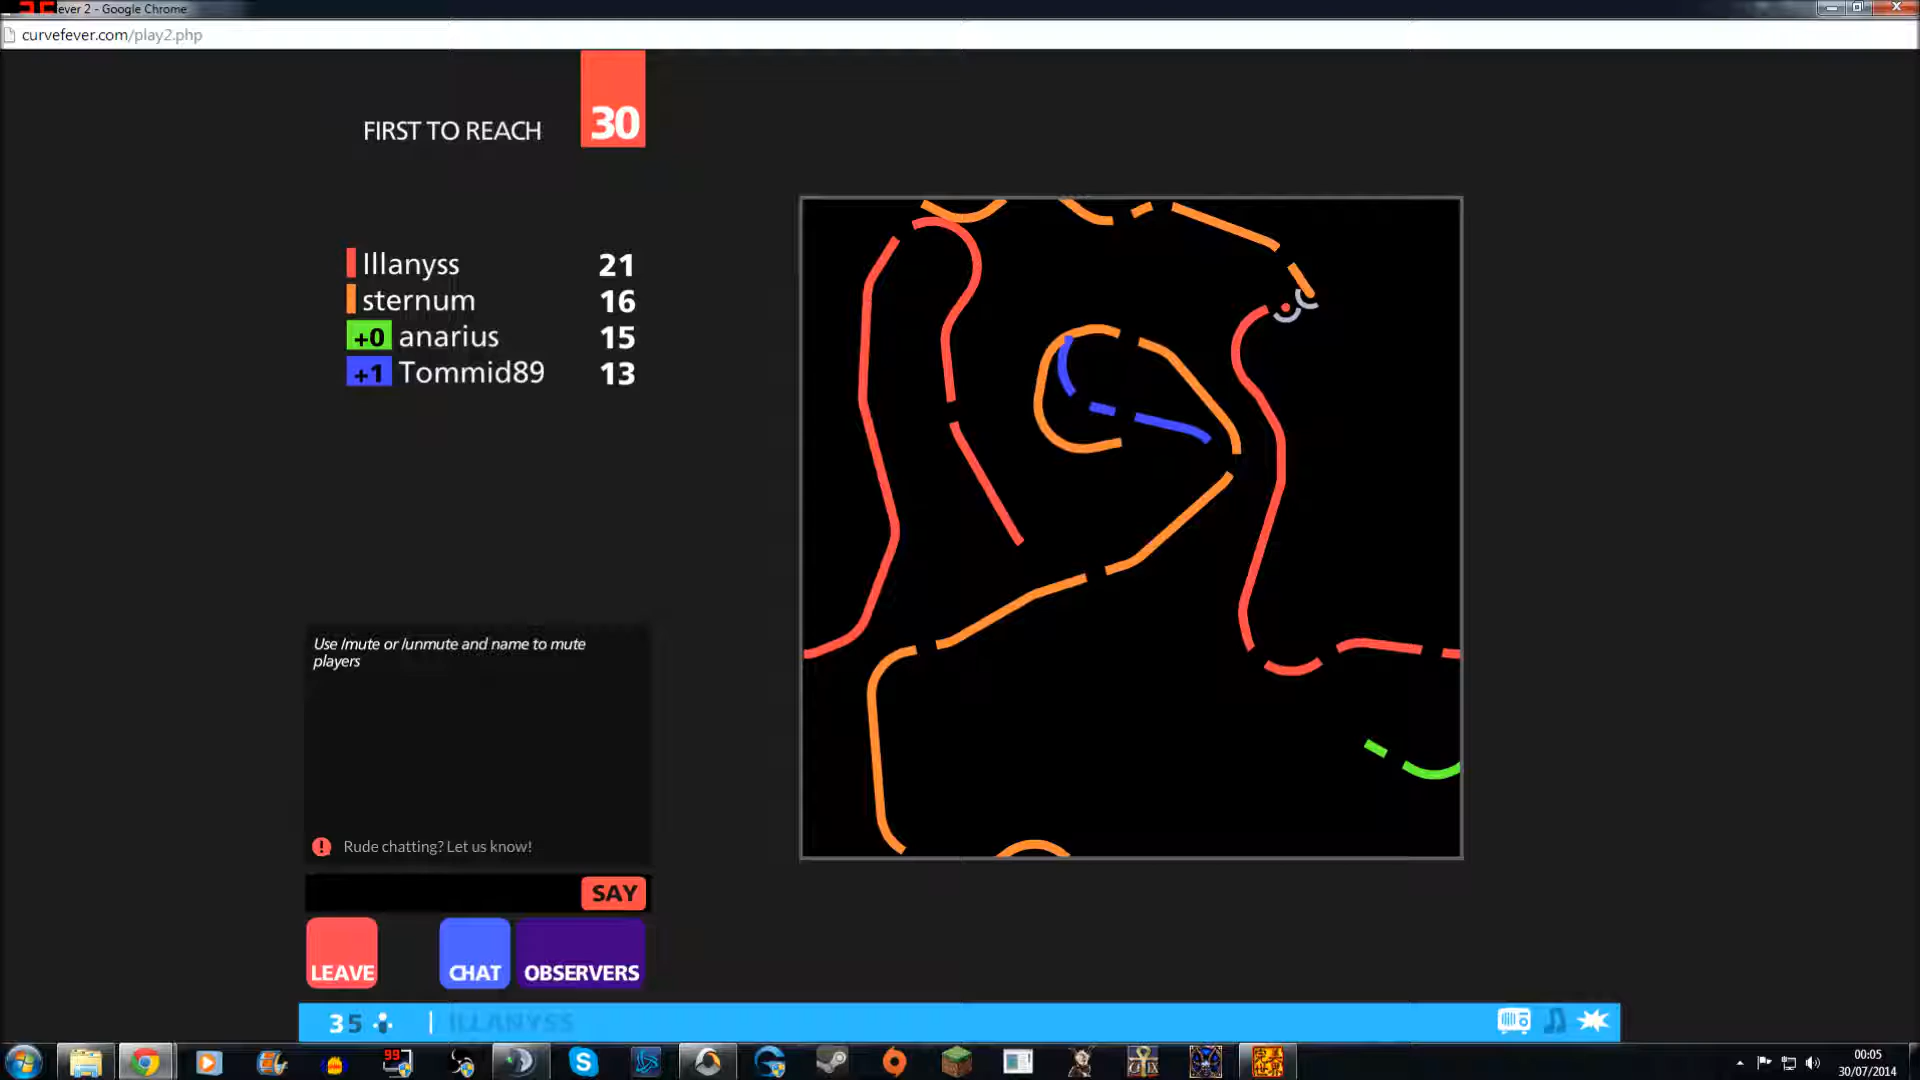 ever 2 - Google Chrome
curvefever.com/play2.php
FIRST TO REACH
30
Illanyss 21
sternum 16
+0 anarius 15
+1 Tommid89 13
Use /mute or /unmute and name to mute
players
Rude chatting? Let us know!
SAY
LEAVE
CHAT
OBSERVERS
35
ILLANYSS
99
00:05
30/07/2014